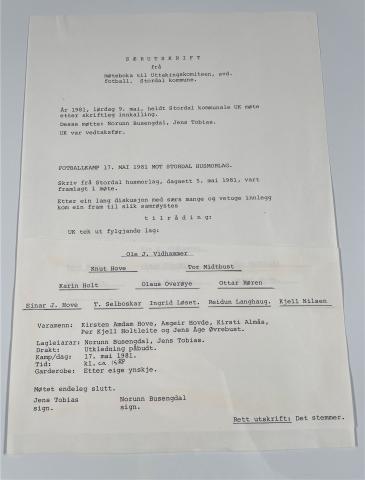 S Æ R U T S K R I F T
frå
møteboka til Uttakingskomiteen, avd.
fotball. Stordal kommune.
År 1981, lørdag 9. mai, heldt Stordal kommunale UK møte
etter skriftleg innkalling.
Desse møtte: Norunn Busengdal, Jens Tobias.
UK var vedtaksfør.
FOTBALLKAMP 17. MAI 1981 MOT STORDAL HUSMORLAG.
Skriv frå Stordal husmorlag, dagsett 5. mai 1981, vart
framlagt i møte.
Etter ein lang diskusjon med særs mange og vetuge innlegg
kom ein fram til slik samrøystes
t i l r å d i n g :
UK tek ut fylgjande lag:
Ole J. Vidhammer
Knut Hove Tor Midtbust
Karin Holt Olaus Overøye Ottar Røren
Einar J. Hove T. Selboskar Ingrid Løset. Reidun Langhaug. Kjell Nilsen
Varamenn: Kirsten Amdam Hove, Asgeir Hovde, Kirsti Almås,
Per Kjell Holtleite og Jens Åge Øvrebust.
Lagleiarar: Norunn Busengdal, Jens Tobias.
Drakt: Utkledning påbudt.
Kamp/dag: 17. mai 1981.
Tid: kl. ca.
Garderobe: Etter eige ynskje.
Møtet endeleg slutt.
Jens Tobias Norunn Busengdal
sign. sign.
Rett utskrift: Det stemmer.